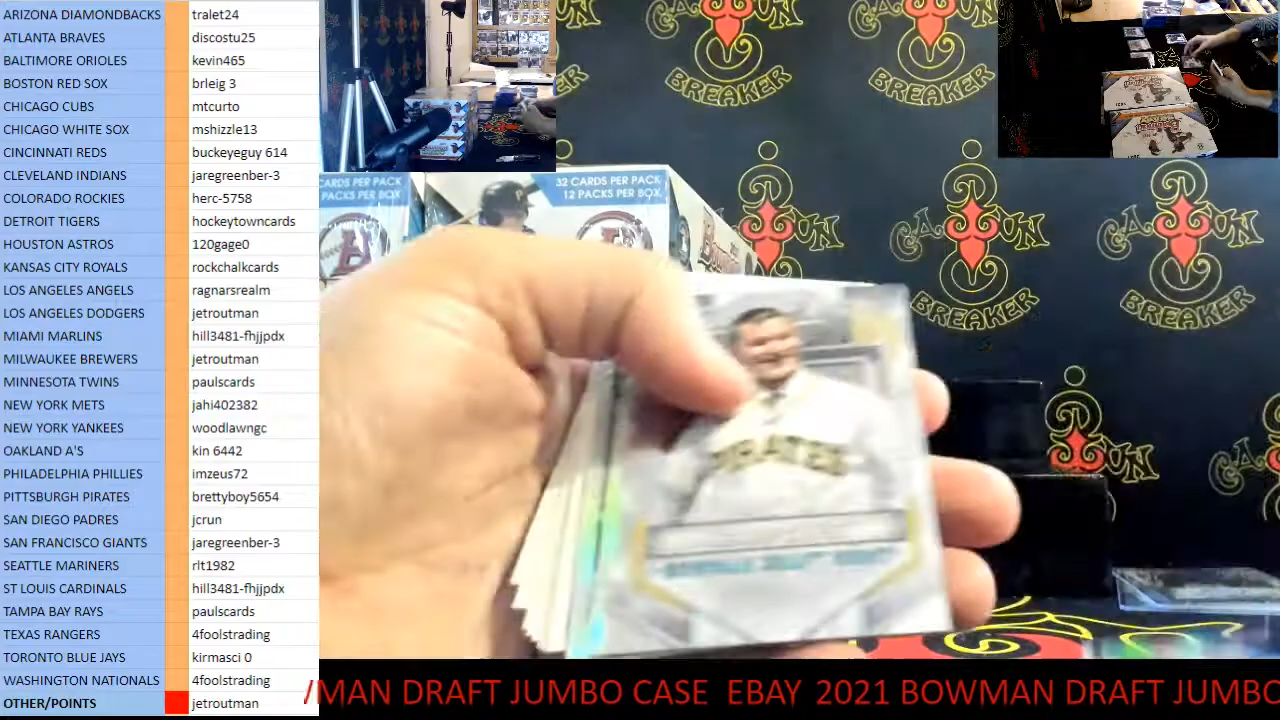 ARIZONA DIAMONDBACKS tralet24
ATLANTA BRAVES discostu25
BALTIMORE ORIOLES kevin465
BOSTON RED SOX brleig 3
CHICAGO CUBS mtcurto
CHICAGO WHITE SOX mshizzle13
CINCINNATI REDS buckeyeguy 614
CLEVELAND INDIANS jaregreenber-3
COLORADO ROCKIES herc-5758
DETROIT TIGERS hockeytowncards
HOUSTON ASTROS 120gage0
KANSAS CITY ROYALS rockchalkcards
LOS ANGELES ANGELS ragnarsrealm
LOS ANGELES DODGERS jetroutman
MIAMI MARLINS hill3481-fhjjpdx
MILWAUKEE BREWERS jetroutman
MINNESOTA TWINS paulscards
NEW YORK METS jahi402382
NEW YORK YANKEES woodlawngc
OAKLAND A'S kin 6442
PHILADELPHIA PHILLIES imzeus72
PITTSBURGH PIRATES brettyboy5654
SAN DIEGO PADRES jcrun
SAN FRANCISCO GIANTS jaregreenber-3
SEATTLE MARINERS rlt1982
ST LOUIS CARDINALS hill3481-fhjjpdx
TAMPA BAY RAYS paulscards
TEXAS RANGERS 4foolstrading
TORONTO BLUE JAYS kirmasci 0
WASHINGTON NATIONALS 4foolstrading
OTHER/POINTS jetroutman
CARDS PER PACK
PACKS PER BOX
32 CARDS PER PACK
12 PACKS PER BOX
CAJUN
BREAKER
CAJUN
BREAKER
CAJUN
CAJUN
BREAKER
CAJUN
BREAKER
PIRATES
/MAN DRAFT JUMBO CASE EBAY 2021 BOWMAN DRAFT JUMBO